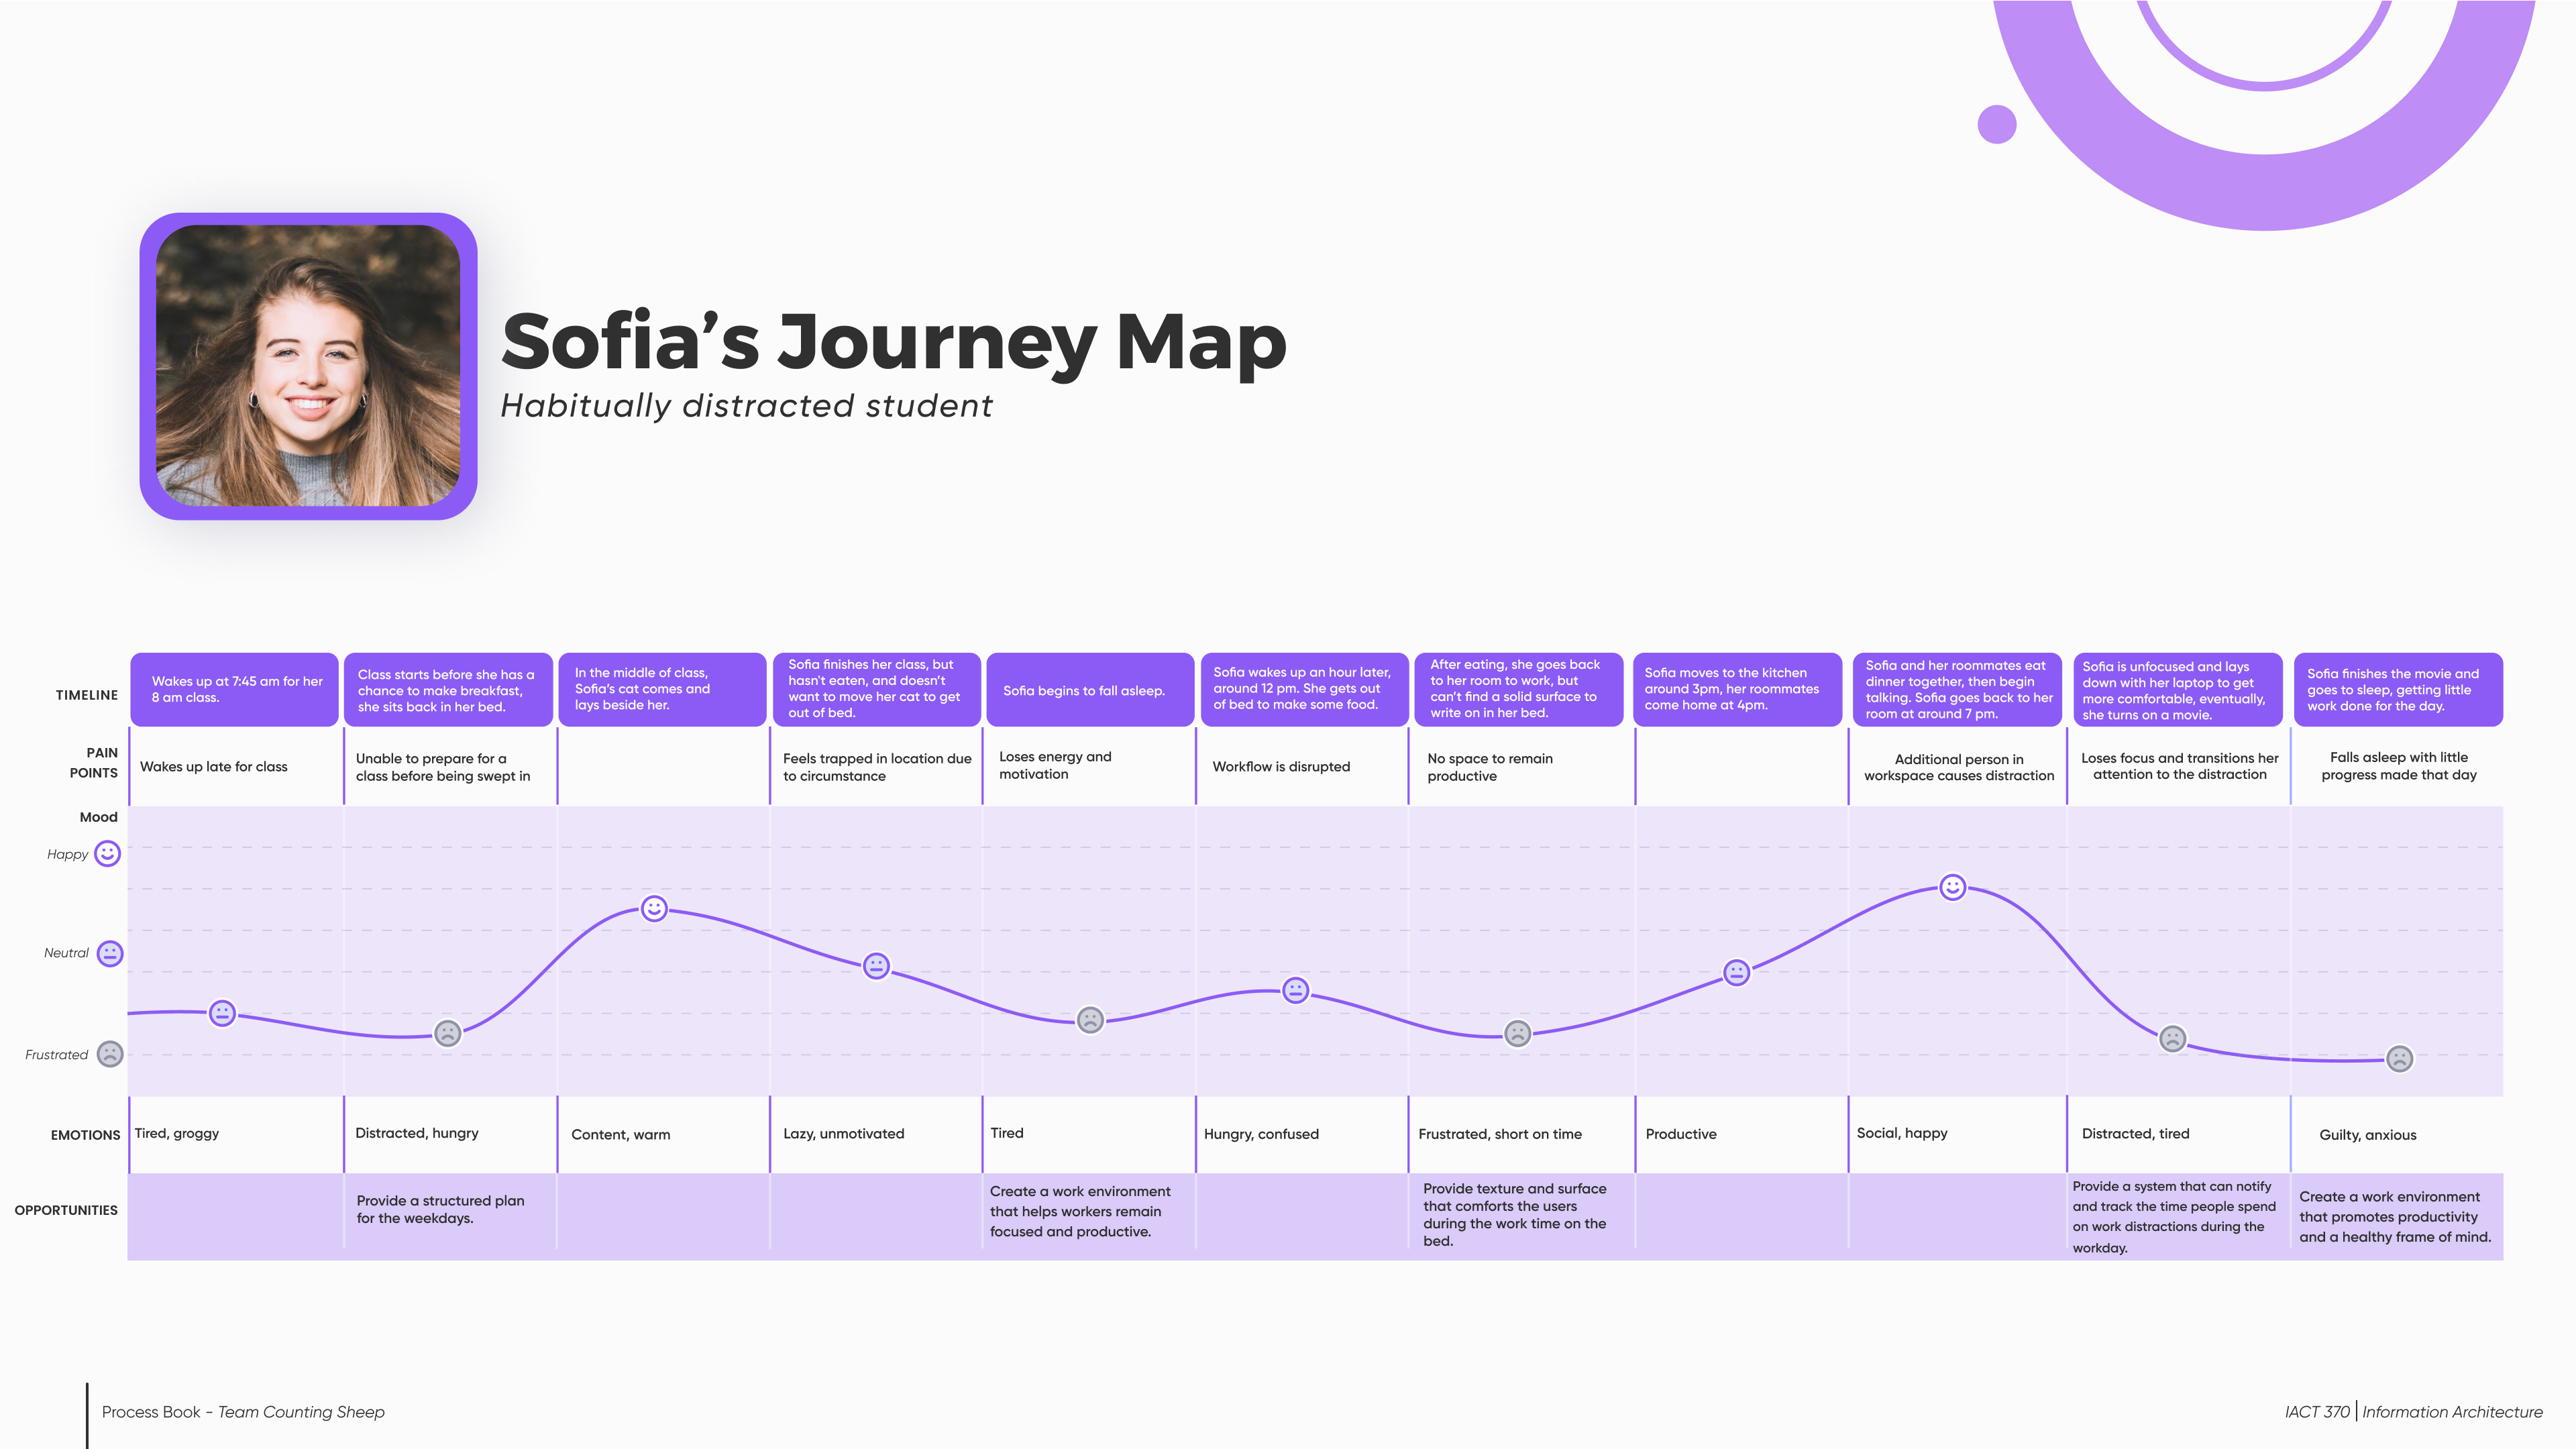 Sofia’s Journey Map
Habitually distracted student
TIMELINE
Wakes up at 7:45 am for her
8 am class.
Class starts before she has a
chance to make breakfast,
she sits back in her bed.
In the middle of class,
Sofia’s cat comes and
lays beside her.
Sofia finishes her class, but
hasn't eaten, and doesn’t
want to move her cat to get
out of bed.
Sofia begins to fall asleep.
Sofia wakes up an hour later,
around 12 pm. She gets out
of bed to make some food.
After eating, she goes back
to her room to work, but
can’t find a solid surface to
write on in her bed.
Sofia moves to the kitchen
around 3pm, her roommates
come home at 4pm.
Sofia and her roommates eat
dinner together, then begin
talking. Sofia goes back to her
room at around 7 pm.
Sofia is unfocused and lays
down with her laptop to get
more comfortable, eventually,
she turns on a movie.
Sofia finishes the movie and
goes to sleep, getting little
work done for the day.
PAIN
POINTS
Wakes up late for class
Unable to prepare for a
class before being swept in
Feels trapped in location due
to circumstance
Loses energy and
motivation
Workflow is disrupted
No space to remain
productive
Additional person in
workspace causes distraction
Loses focus and transitions her
attention to the distraction
Falls asleep with little
progress made that day
Mood
Happy
Neutral
Frustrated
EMOTIONS
Tired, groggy
Distracted, hungry
Content, warm
Lazy, unmotivated
Tired
Hungry, confused
Frustrated, short on time
Productive
Social, happy
Distracted, tired
Guilty, anxious
OPPORTUNITIES
Provide a structured plan
for the weekdays.
Create a work environment
that helps workers remain
focused and productive.
Provide texture and surface
that comforts the users
during the work time on the
bed.
Provide a system that can notify
and track the time people spend
on work distractions during the
workday.
Create a work environment
that promotes productivity
and a healthy frame of mind.
Process Book - Team Counting Sheep
IACT 370 | Information Architecture